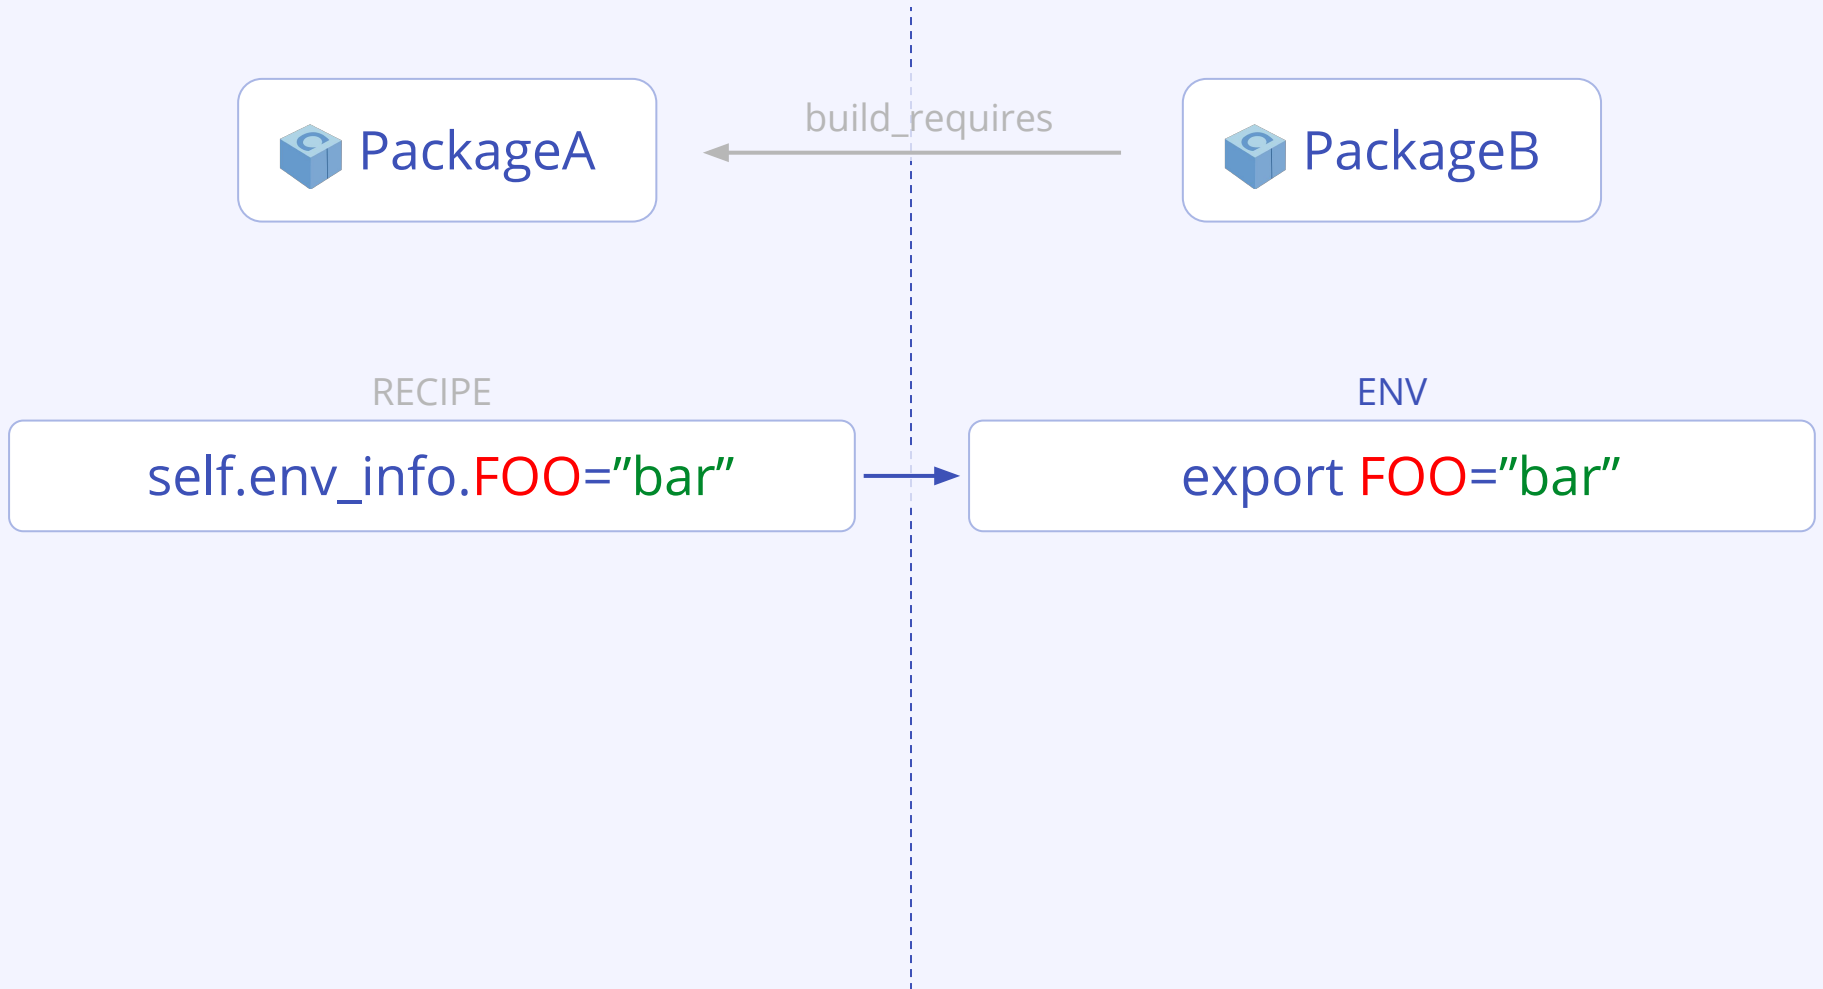 PackageA
build_requires
PackageB
RECIPE
ENV
self.env_info.FOO=”bar”
export FOO=”bar”